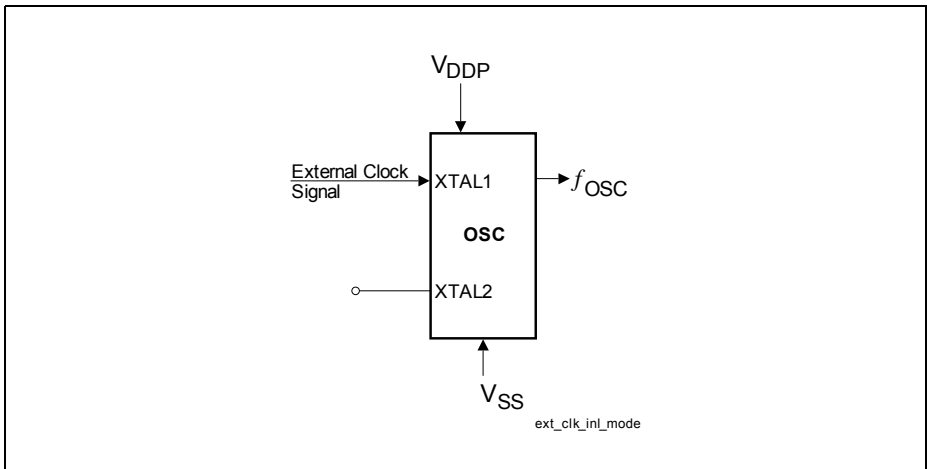 VDDP
External Clock
Signal
XTAL1
fOSC
OSC
XTAL2
VSS
ext_clk_inl_mode